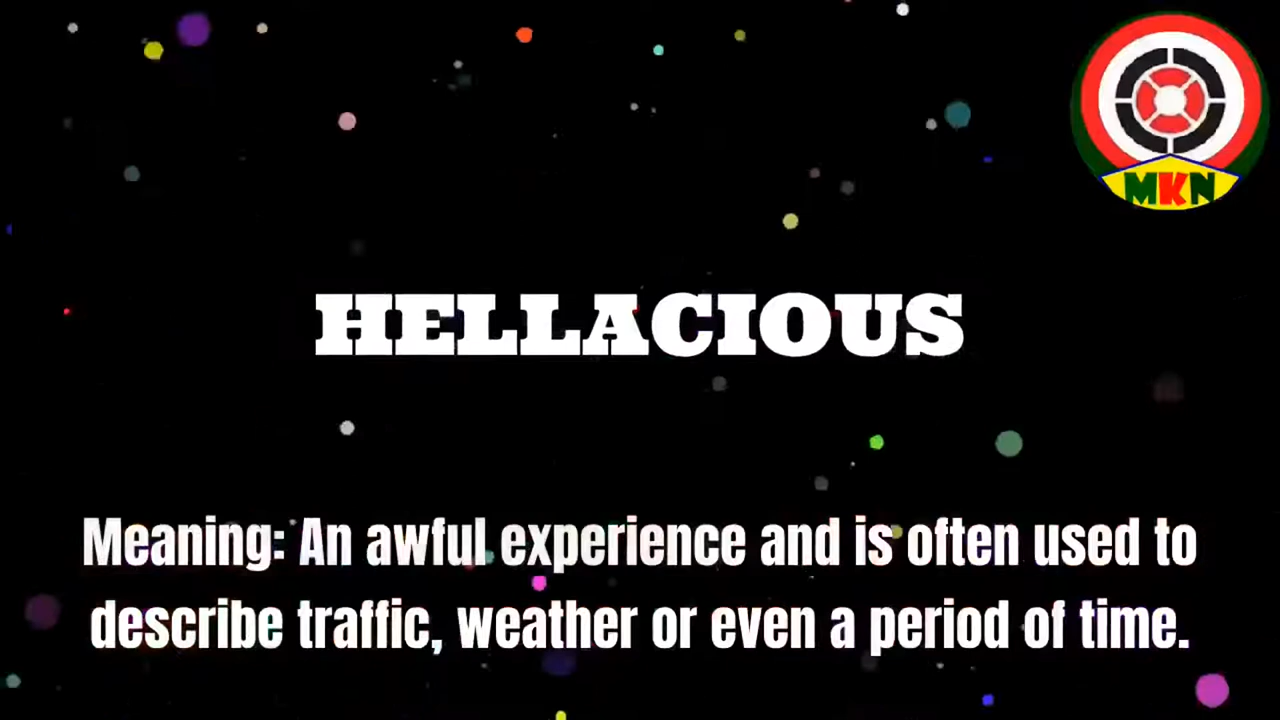 MKN
HELLACIOUS
Meaning: An awful experience and is often used to
describe traffic, weather or even a period of time.